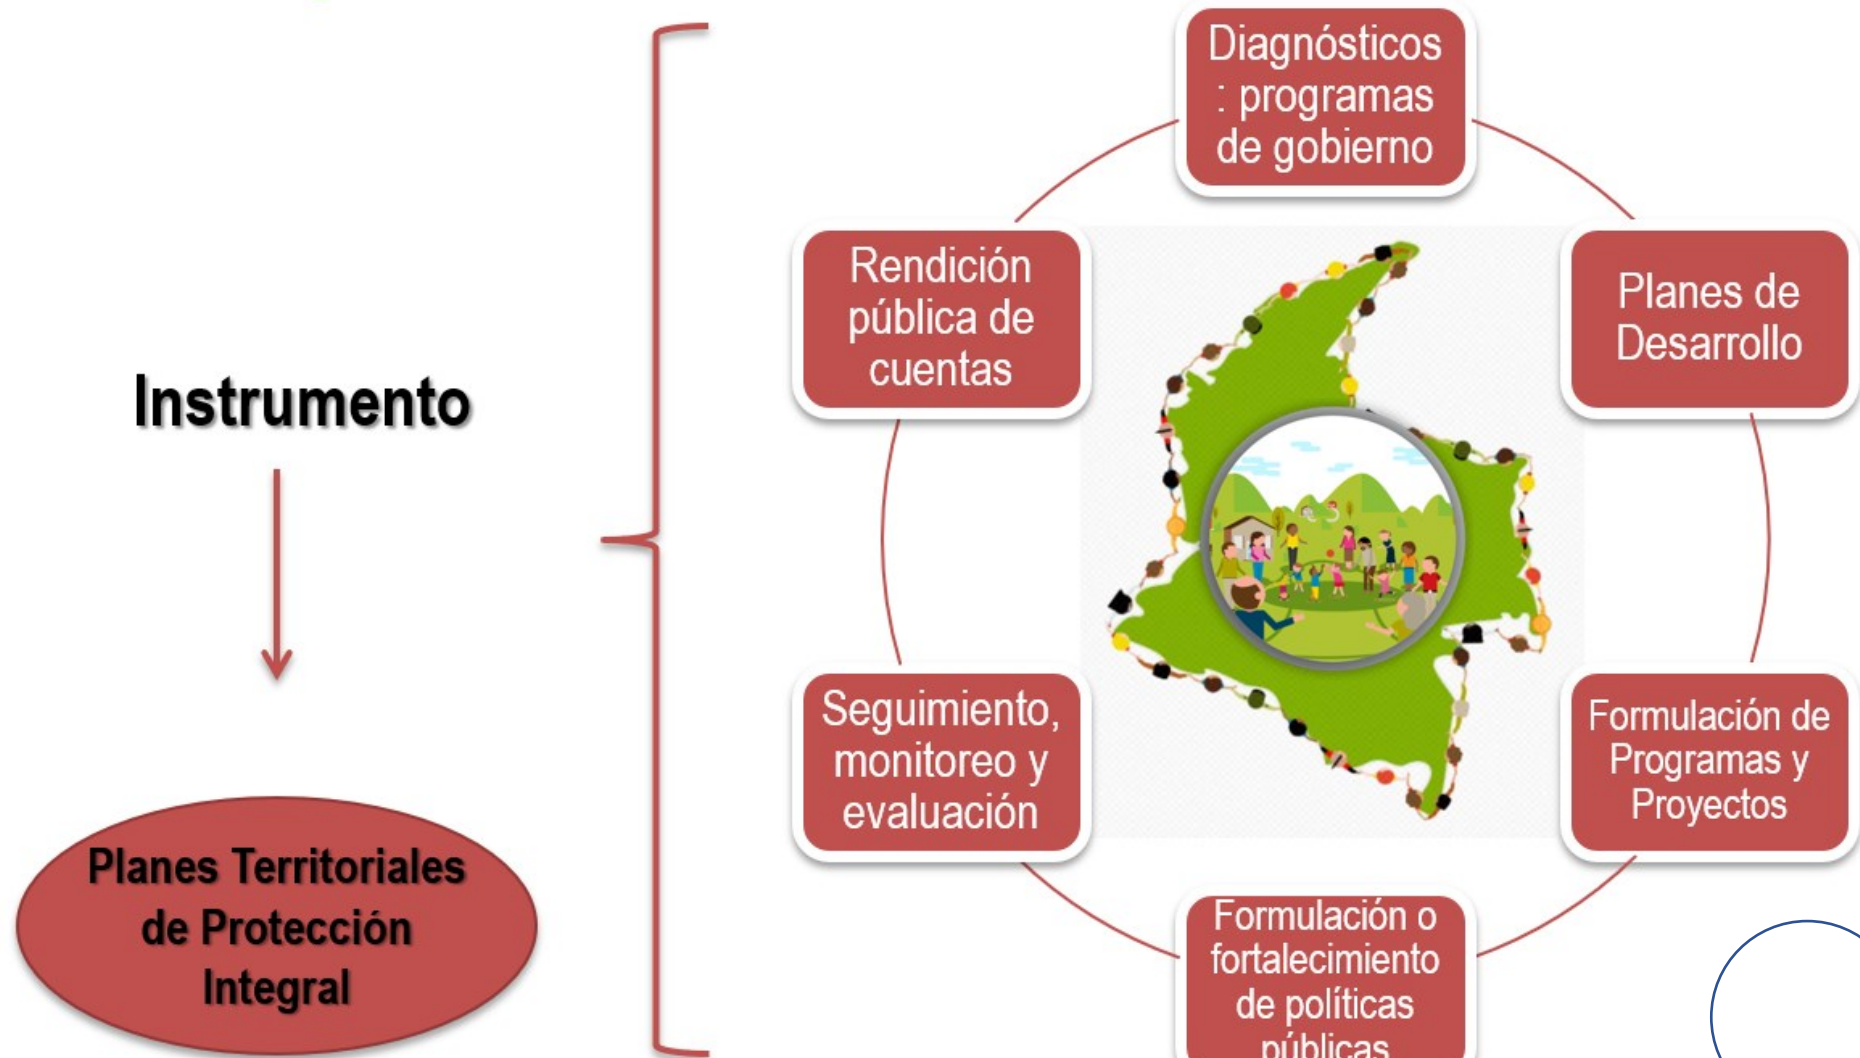 Instrumento
Planes Territoriales
de Protección
Integral
Diagnósticos
: programas
de gobierno
Planes de
Desarrollo
Formulación de
Programas y
Proyectos
Formulación o
fortalecimiento
de políticas
públicas
Seguimiento,
monitoreo y
evaluación
Rendición
pública de
cuentas